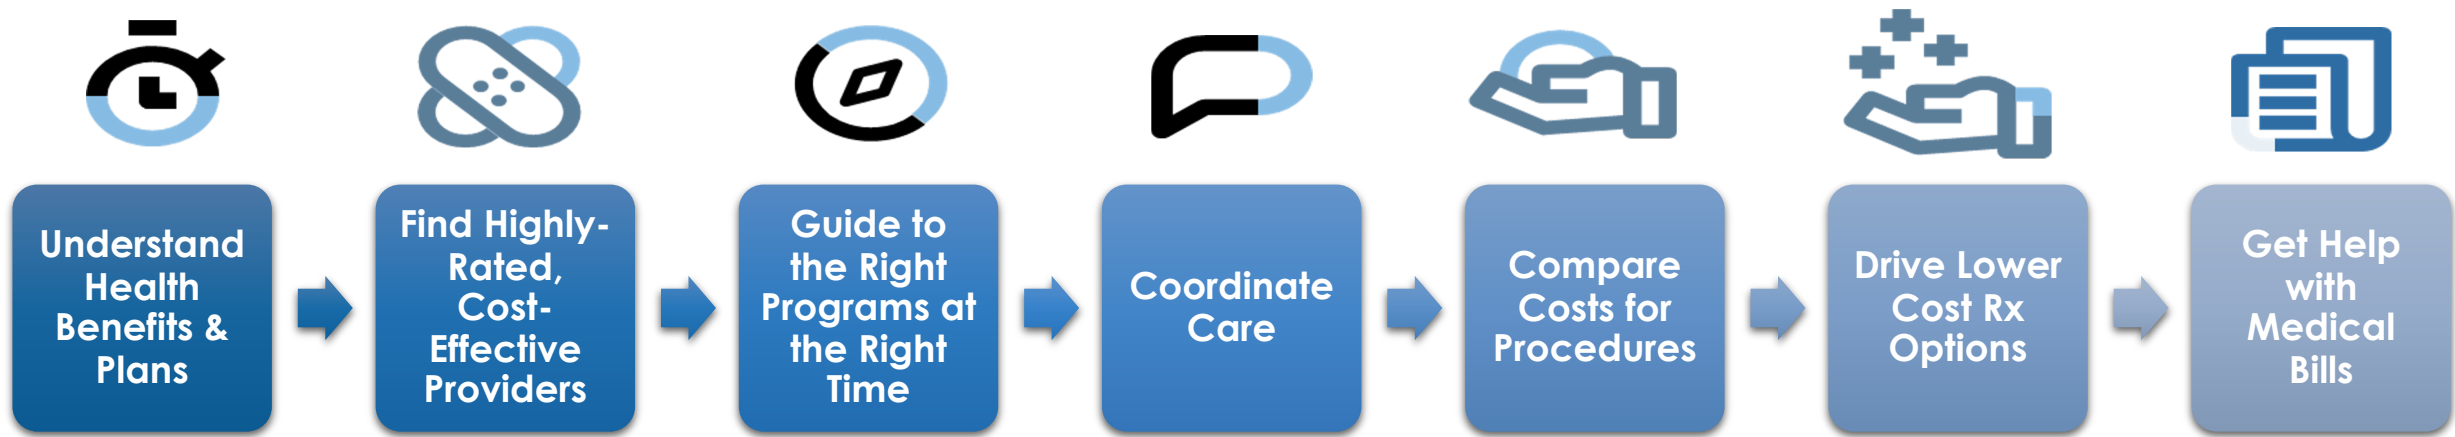 Understand
Health
Benefits &
Plans
Find Highly-
Rated,
Cost-
Effective
Providers
Guide to
the Right
Programs at
the Right
Time
Coordinate
Care
Compare
Costs for
Procedures
Drive Lower
Cost Rx
Options
Get Help
with
Medical
Bills